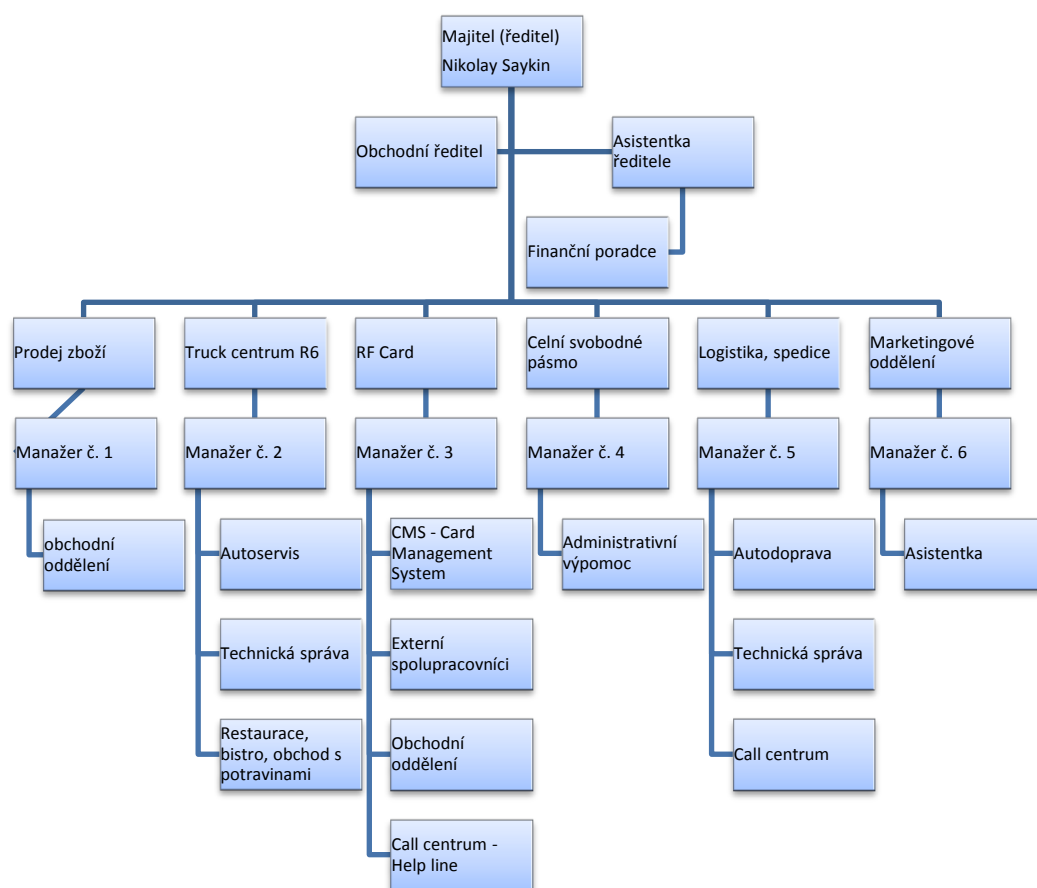 Majitel (ředitel)
Nikolay Saykin
Obchodní ředitel
Asistentka
ředitele
Finanční poradce
Prodej zboží
Truck centrum R6
RF Card
Celní svobodné
pásmo
Logistika, spedice
Marketingové
oddělení
Manažer č. 1
Manažer č. 2
Manažer č. 3
Manažer č. 4
Manažer č. 5
Manažer č. 6
obchodní
oddělení
Autoservis
CMS - Card
Management
System
Administrativní
výpomoc
Autodoprava
Asistentka
Technická správa
Externí
spolupracovníci
Technická správa
Restaurace,
bistro, obchod s
potravinami
Obchodní
oddělení
Call centrum
Call centrum -
Help line